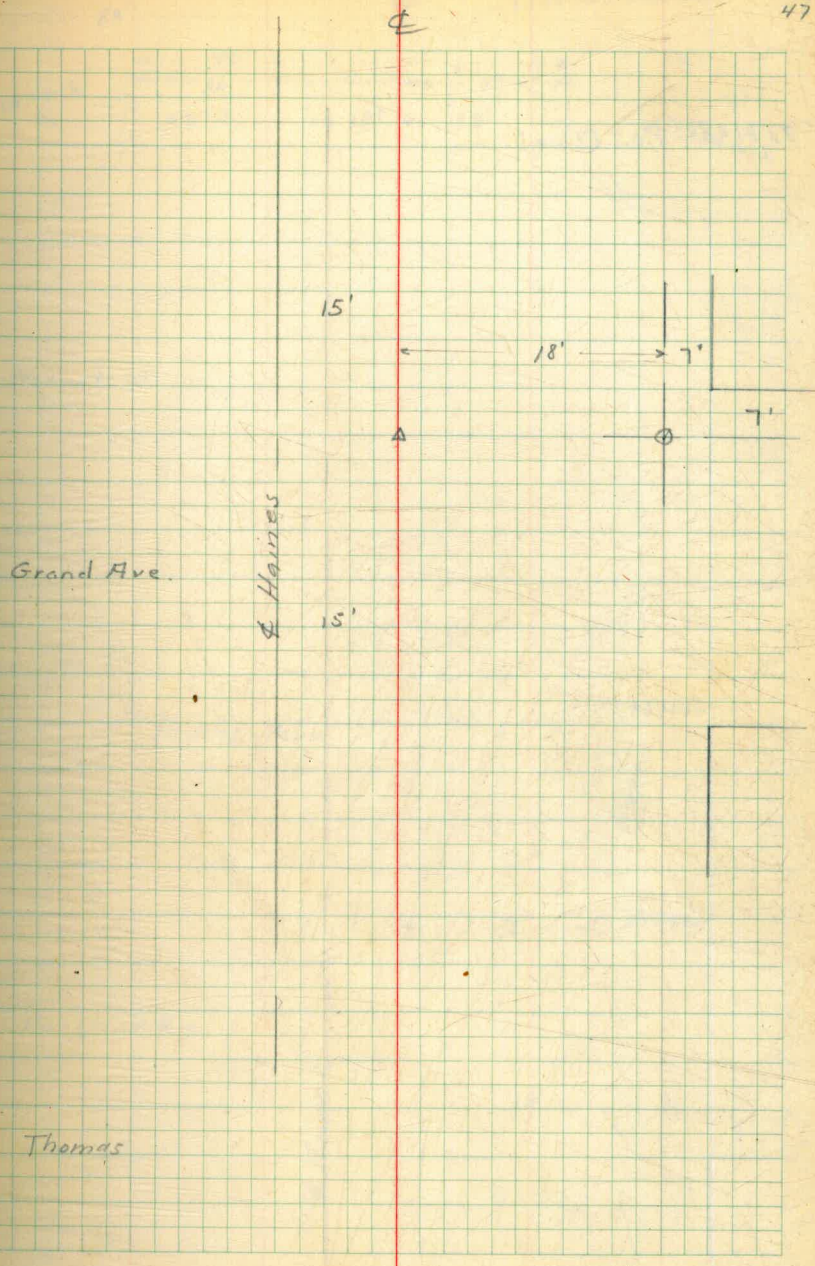 47
℄
15'
18'
7'
7'
Grand Ave.
℄ Haines
15'
Thomas